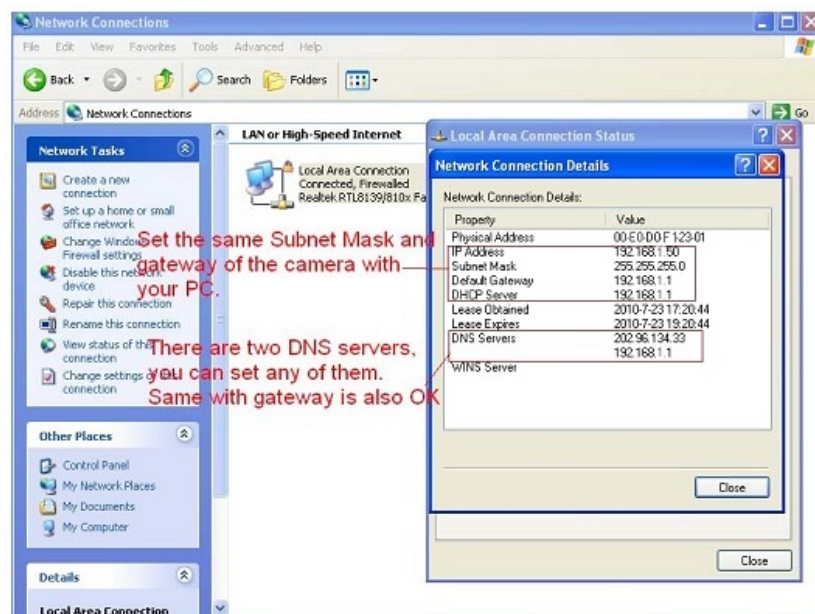 Network Connections
File Edit View Favorites Tools Advanced Help
Back Search Folders
Address Network Connections Go
Network Tasks
Create a new
connection
Set up a home or small
office network
Change Windows
Firewall settings
Disable this network
device
Repair this connection
Rename this connection
View status of this
connection
Change settings of this
connection
Other Places
Control Panel
My Network Places
My Documents
My Computer
Details
Local Area Connection
LAN or High-Speed Internet
Local Area Connection
Connected, Firewalled
Realtek RTL8139/810x Fa
Set the same Subnet Mask and
gateway of the camera with
your PC.
There are two DNS servers,
you can set any of them.
Same with gateway is also OK
Local Area Connection Status
Network Connection Details
Network Connection Details:
Property Value
Physical Address 00-E0-D0-F1-23-01
IP Address 192.168.1.50
Subnet Mask 255.255.255.0
Default Gateway 192.168.1.1
DHCP Server 192.168.1.1
Lease Obtained 2010-7-23 17:20:44
Lease Expires 2010-7-23 19:20:44
DNS Servers 202.96.134.33
192.168.1.1
WINS Server
Close
Close